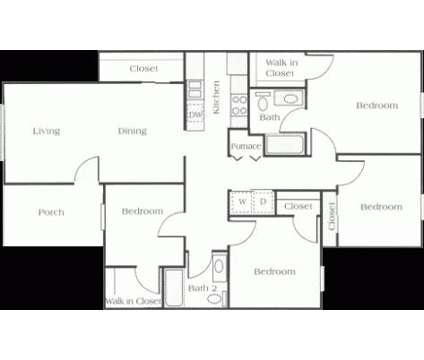 Closet
Walk in
Closet
Kitchen
DW
Bath
Bedroom
Living
Dining
Furnace
Porch
Bedroom
W
D
Closet
Closet
Bedroom
Bedroom
Bath 2
Walk in Closet